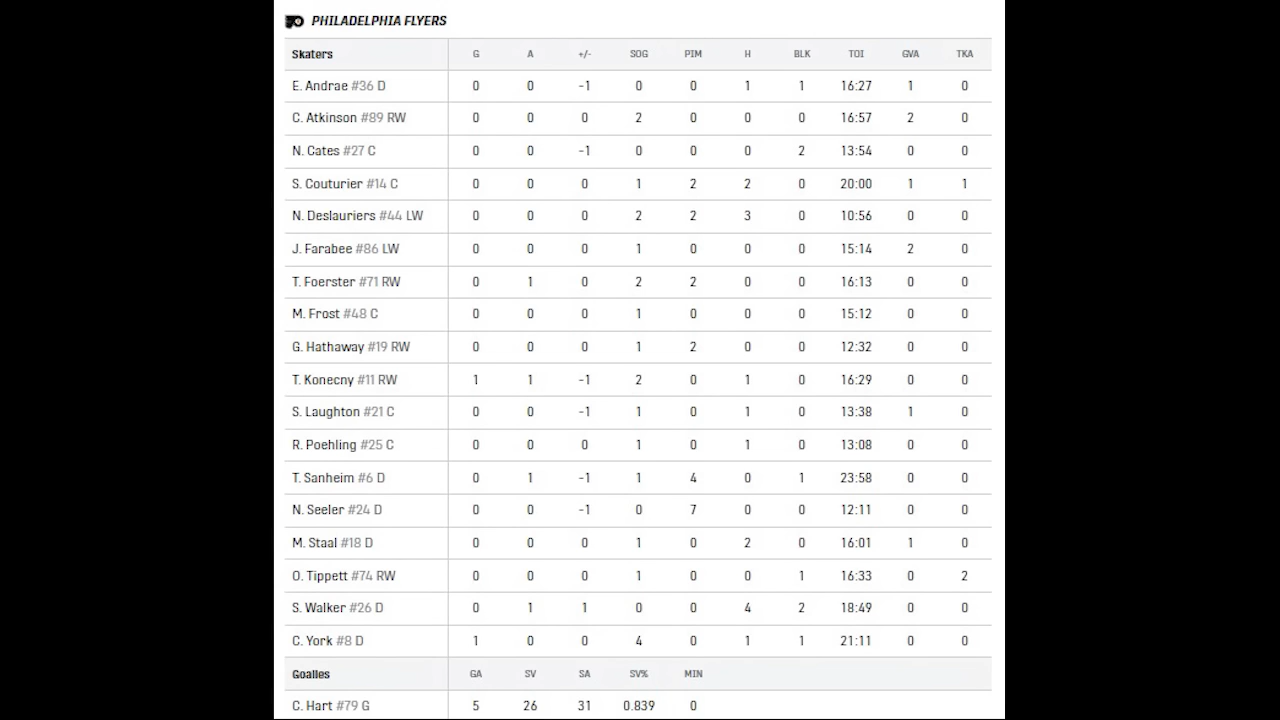 PHILADELPHIA FLYERS
Skaters G A +/- SOG PIM H BLK TOI GVA TKA
E. Andrae #36 D 0 0 -1 0 0 1 1 16:27 1 0
C. Atkinson #89 RW 0 0 0 2 0 0 0 16:57 2 0
N. Cates #27 C 0 0 -1 0 0 0 2 13:54 0 0
S. Couturier #14 C 0 0 0 1 2 2 0 20:00 1 1
N. Deslauriers #44 LW 0 0 0 2 2 3 0 10:56 0 0
J. Farabee #86 LW 0 0 0 1 0 0 0 15:14 2 0
T. Foerster #71 RW 0 1 0 2 2 0 0 16:13 0 0
M. Frost #48 C 0 0 0 1 0 0 0 15:12 0 0
G. Hathaway #19 RW 0 0 0 1 2 0 0 12:32 0 0
T. Konecny #11 RW 1 1 -1 2 0 1 0 16:29 0 0
S. Laughton #21 C 0 0 -1 1 0 1 0 13:38 1 0
R. Poehling #25 C 0 0 0 1 0 1 0 13:08 0 0
T. Sanheim #6 D 0 1 -1 1 4 0 1 23:58 0 0
N. Seeler #24 D 0 0 -1 0 7 0 0 12:11 0 0
M. Staal #18 D 0 0 0 1 0 2 0 16:01 1 0
O. Tippett #74 RW 0 0 0 1 0 0 1 16:33 0 2
S. Walker #26 D 0 1 1 0 0 4 2 18:49 0 0
C. York #8 D 1 0 0 4 0 1 1 21:11 0 0
Goalies GA SV SA SV% MIN
C. Hart #79 G 5 26 31 0.839 0